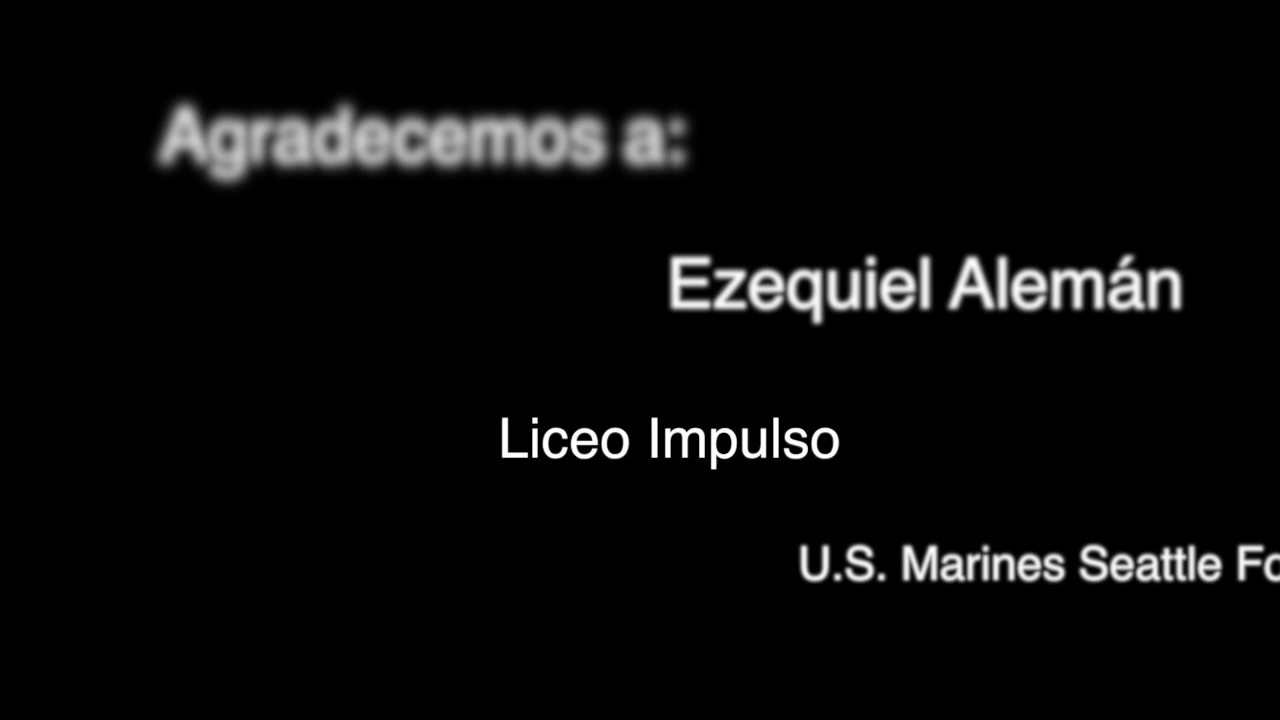 Agradecemos a:
Ezequiel Alemán
Liceo Impulso
U.S. Marines Seattle